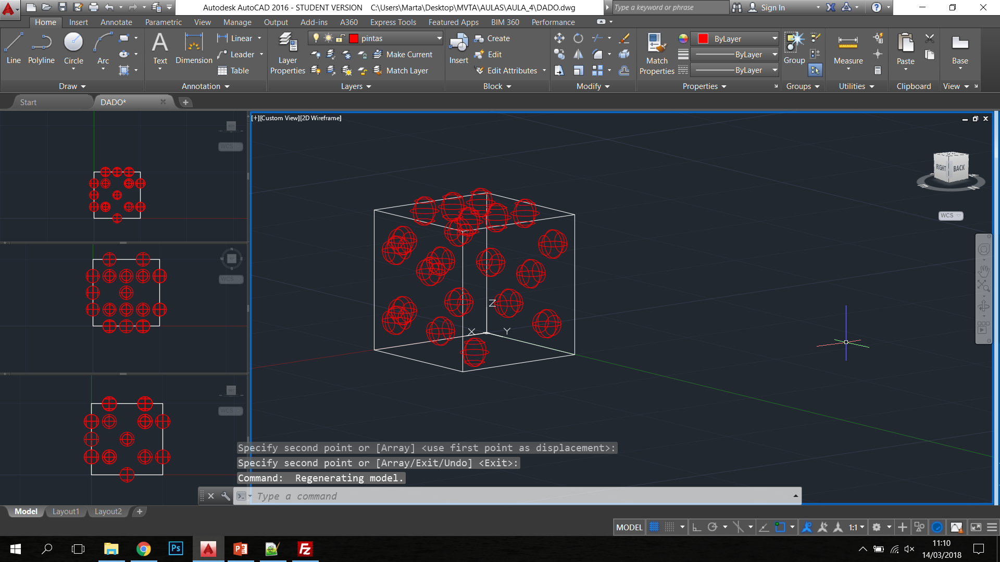 Autodesk AutoCAD 2016 - STUDENT VERSION C:\Users\Marta\Desktop\MVTA\AULAS\AULA_4\DADO.dwg
Type a keyword or phrase
Sign In
Home Insert Annotate Parametric View Manage Output Add-ins A360 Express Tools Featured Apps BIM 360 Performance
Line Polyline Circle Arc
Text Dimension
Linear
Leader
Table
Layer Properties
pintas
Make Current
Match Layer
Insert
Create
Edit
Edit Attributes
Match Properties
ByLayer
ByLayer
ByLayer
Group
Measure
Paste
Base
Draw Annotation Layers Block Modify Properties Groups Utilities Clipboard View
Start DADO*
[+][Custom View][2D Wireframe]
RIGHT BACK
WCS
WCS
N
W E
S
WCS
WCS
Z
X Y
Specify second point or [Array] <use first point as displacement>:
Specify second point or [Array/Exit/Undo] <Exit>:
Command: Regenerating model.
Type a command
Model Layout1 Layout2
MODEL 1:1
Ps
P
Fz
11:10
14/03/2018